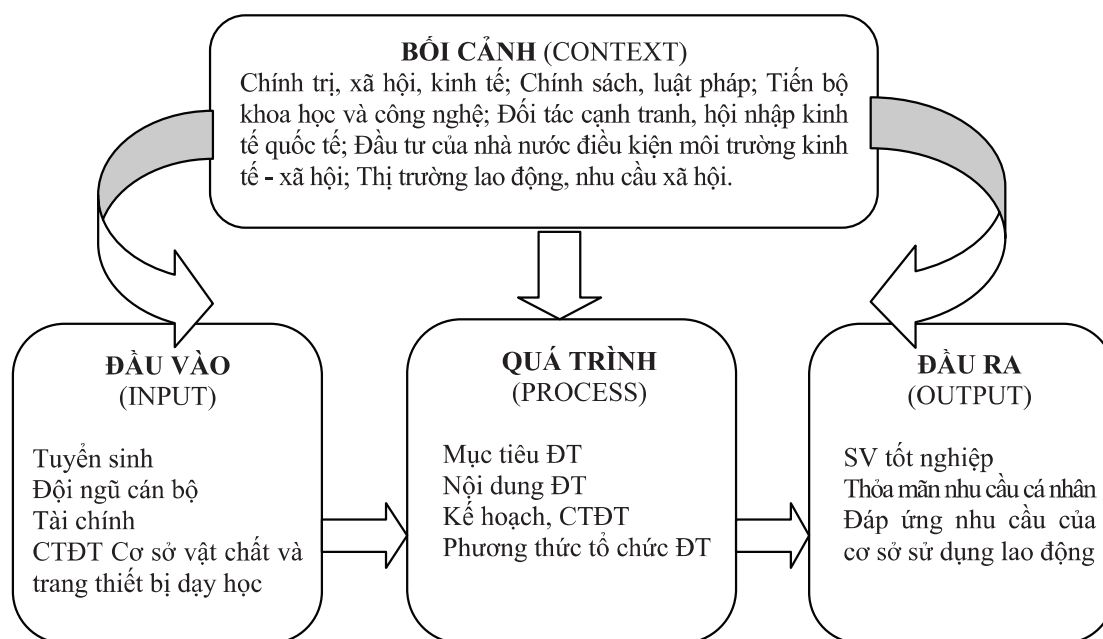 BỐI CẢNH (CONTEXT)
Chính trị, xã hội, kinh tế; Chính sách, luật pháp; Tiến bộ
khoa học và công nghệ; Đối tác cạnh tranh, hội nhập kinh
tế quốc tế; Đầu tư của nhà nước điều kiện môi trường kinh
tế - xã hội; Thị trường lao động, nhu cầu xã hội.
ĐẦU VÀO
(INPUT)
Tuyển sinh
Đội ngũ cán bộ
Tài chính
CTĐT Cơ sở vật chất và
trang thiết bị dạy học
QUÁ TRÌNH
(PROCESS)
Mục tiêu ĐT
Nội dung ĐT
Kế hoạch, CTĐT
Phương thức tổ chức ĐT
ĐẦU RA
(OUTPUT)
SV tốt nghiệp
Thỏa mãn nhu cầu cá nhân
Đáp ứng nhu cầu của
cơ sở sử dụng lao động